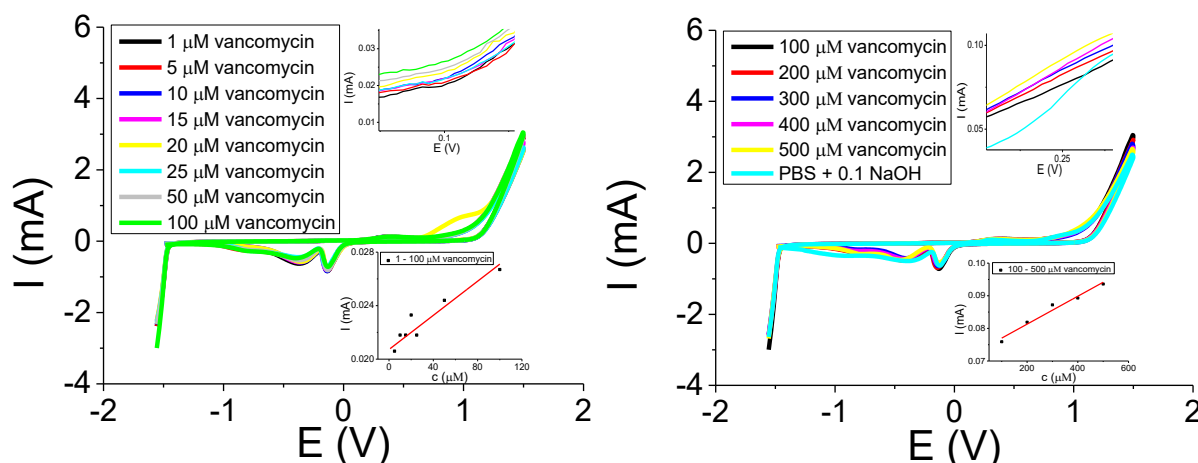 6
4
2
0
-2
-4
-2
-1
0
1
2
I (mA)
E (V)
1 μM vancomycin
5 μM vancomycin
10 μM vancomycin
15 μM vancomycin
20 μM vancomycin
25 μM vancomycin
50 μM vancomycin
100 μM vancomycin
0.03
0.02
0.01
I (mA)
0.1
E (V)
0.028
0.024
0.020
I (mA)
1 - 100 μM vancomycin
0
40
80
120
c (μM)
6
4
2
0
-2
-4
-2
-1
0
1
2
I (mA)
E (V)
100 μM vancomycin
200 μM vancomycin
300 μM vancomycin
400 μM vancomycin
500 μM vancomycin
PBS + 0.1 NaOH
0.10
0.05
I (mA)
0.25
E (V)
0.10
0.09
0.08
0.07
I (mA)
100 - 500 μM vancomycin
200
400
600
c (μM)